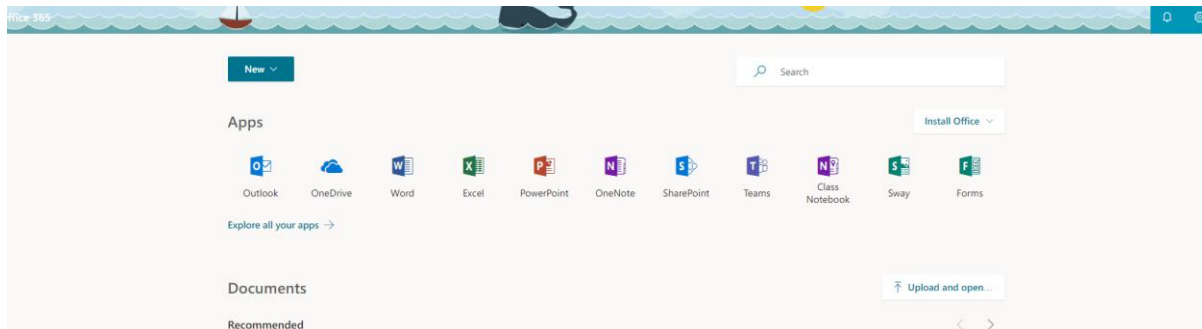 ffice 365
New
Search
Apps
Install Office
Outlook OneDrive Word Excel PowerPoint OneNote SharePoint Teams Class Notebook Sway Forms
Explore all your apps →
Documents
Upload and open...
Recommended